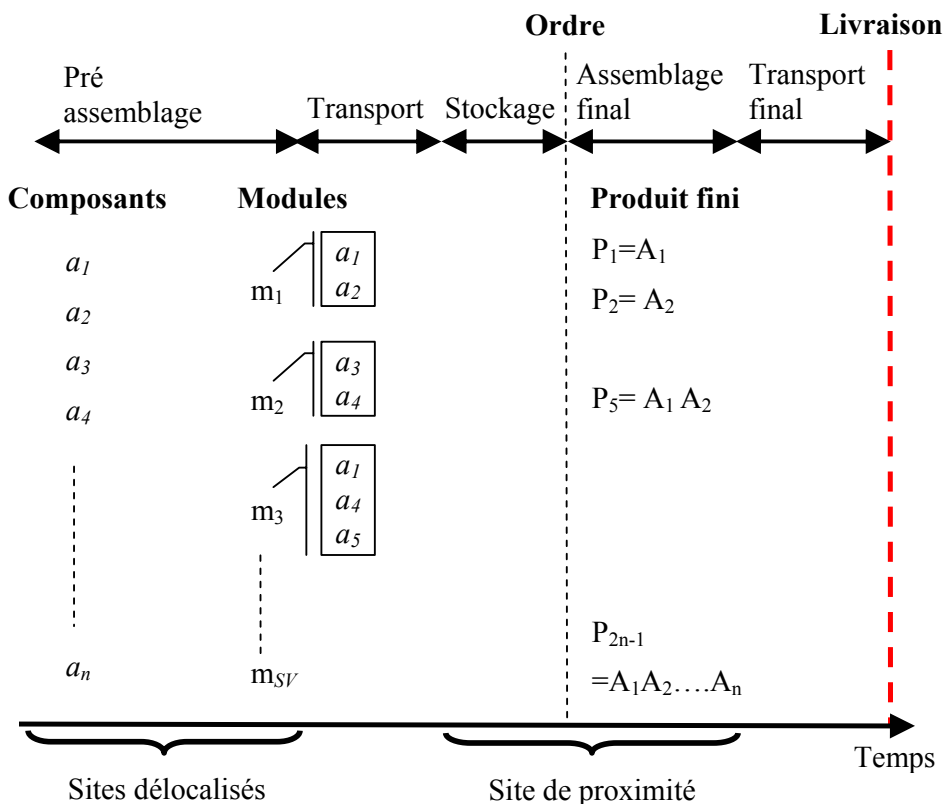 Ordre
Livraison
Pré
assemblage
Transport
Stockage
Assemblage
final
Transport
final
Composants
Modules
Produit fini
a1
a2
a3
a4
an
m1
a1
a2
m2
a3
a4
m3
a1
a4
a5
mSV
P1=A1
P2= A2
P5= A1 A2
P2n-1
=A1A2….An
Temps
Sites délocalisés
Site de proximité